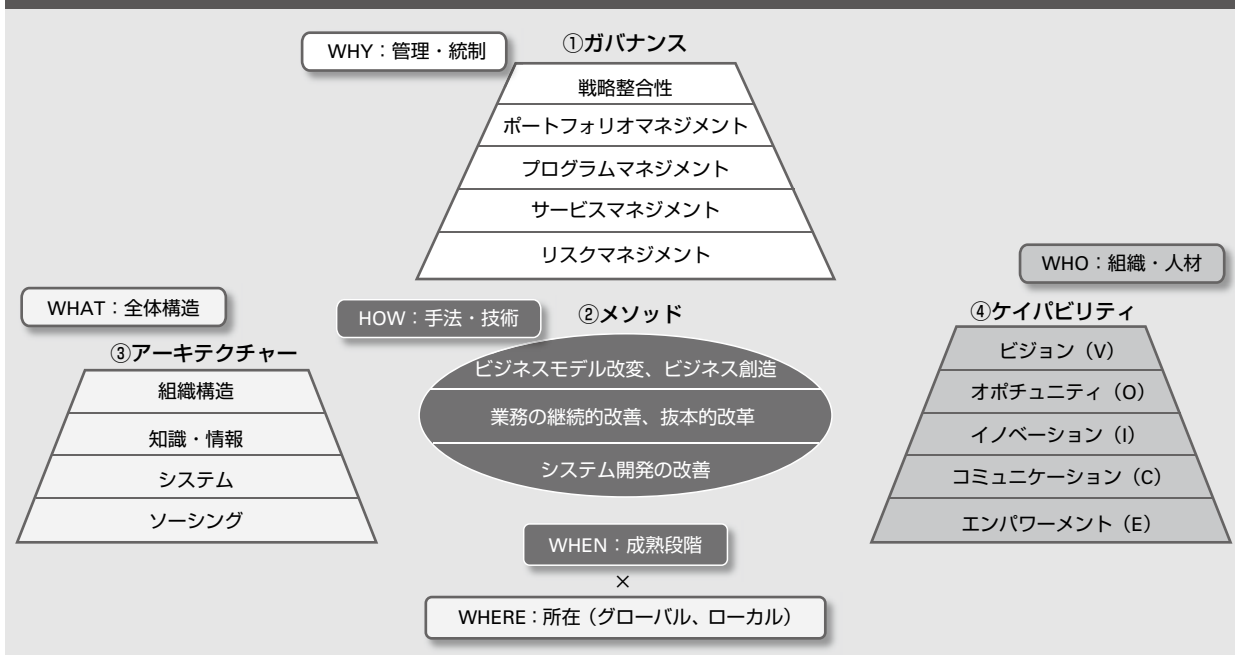 WHY：管理・統制
①ガバナンス
戦略整合性
ポートフォリオマネジメント
プログラムマネジメント
サービスマネジメント
リスクマネジメント
WHAT：全体構造
③アーキテクチャー
組織構造
知識・情報
システム
ソーシング
HOW：手法・技術
②メソッド
ビジネスモデル改変、ビジネス創造
業務の継続的改善、抜本的改革
システム開発の改善
WHO：組織・人材
④ケイパビリティ
ビジョン（V）
オポチュニティ（O）
イノベーション（I）
コミュニケーション（C）
エンパワーメント（E）
WHEN：成熟段階
×
WHERE：所在（グローバル、ローカル）